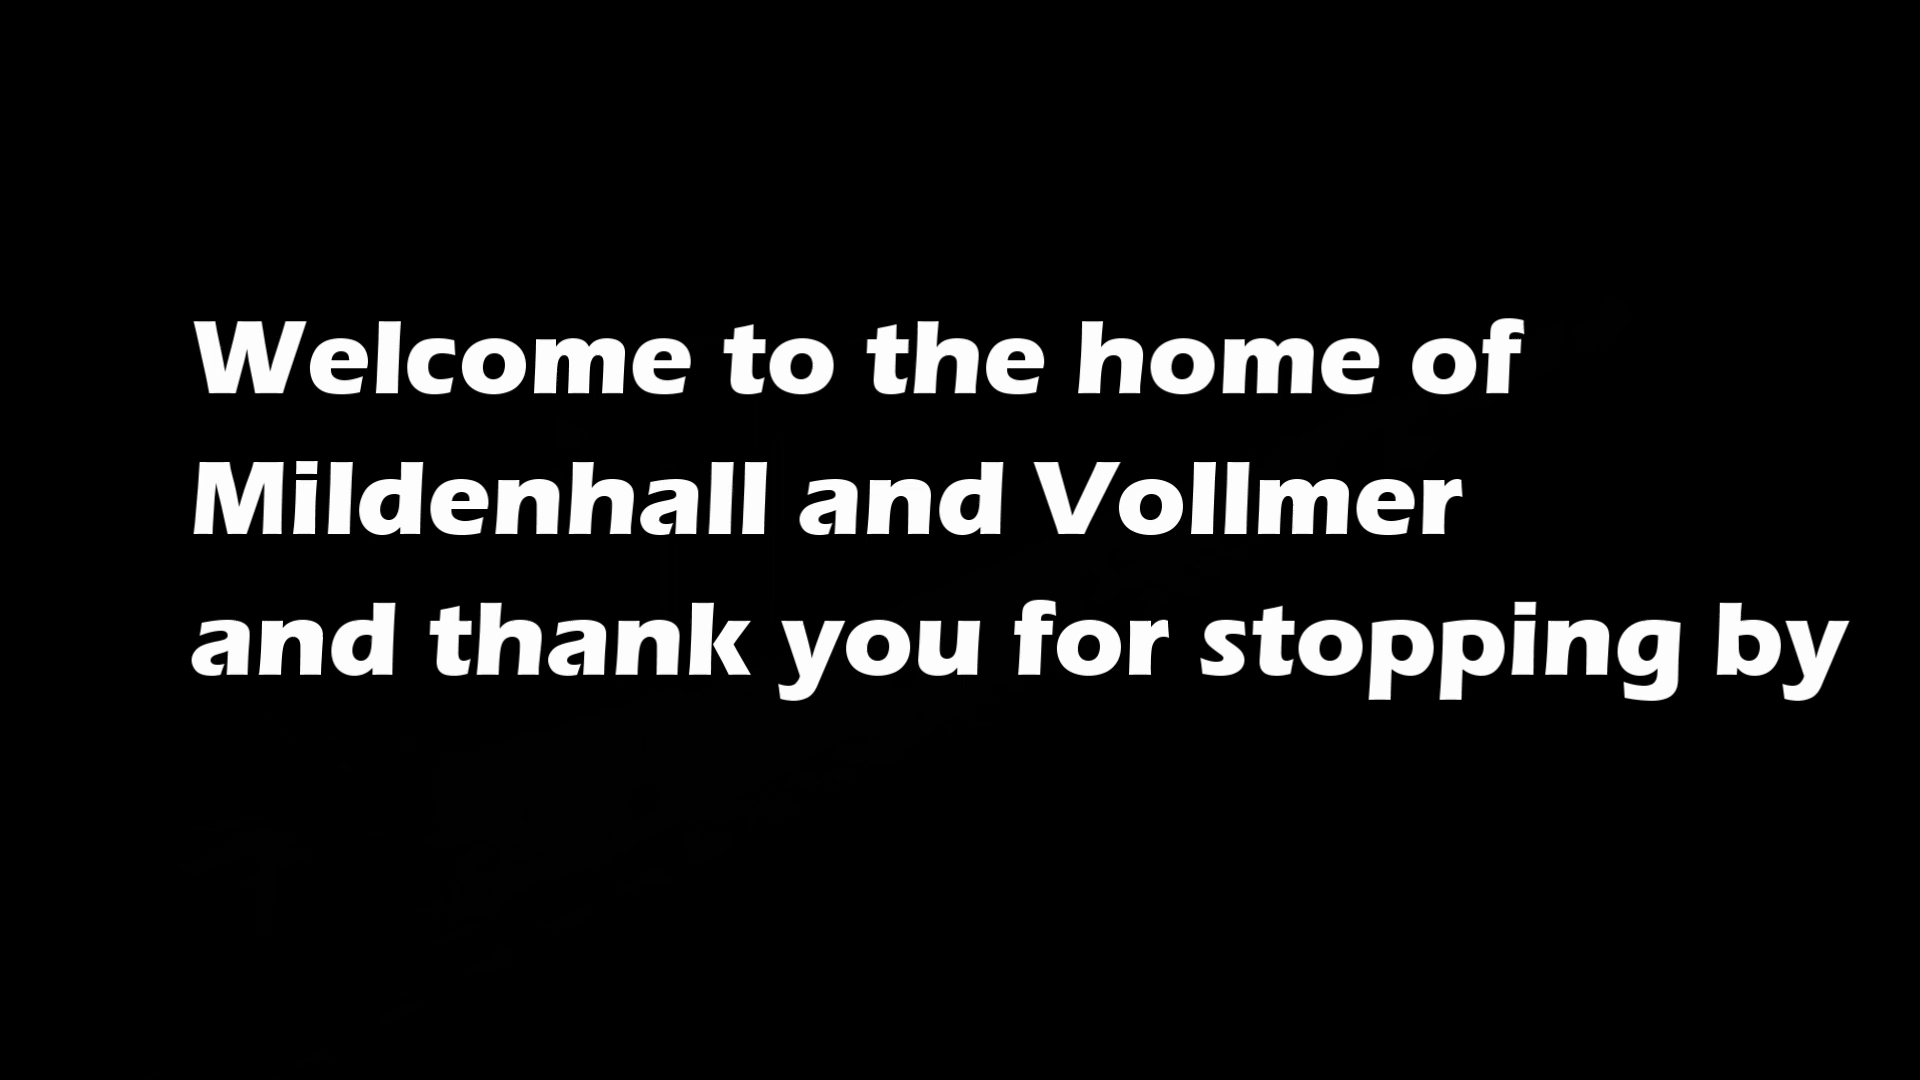 Welcome to the home of
Mildenhall and Vollmer
and thank you for stopping by